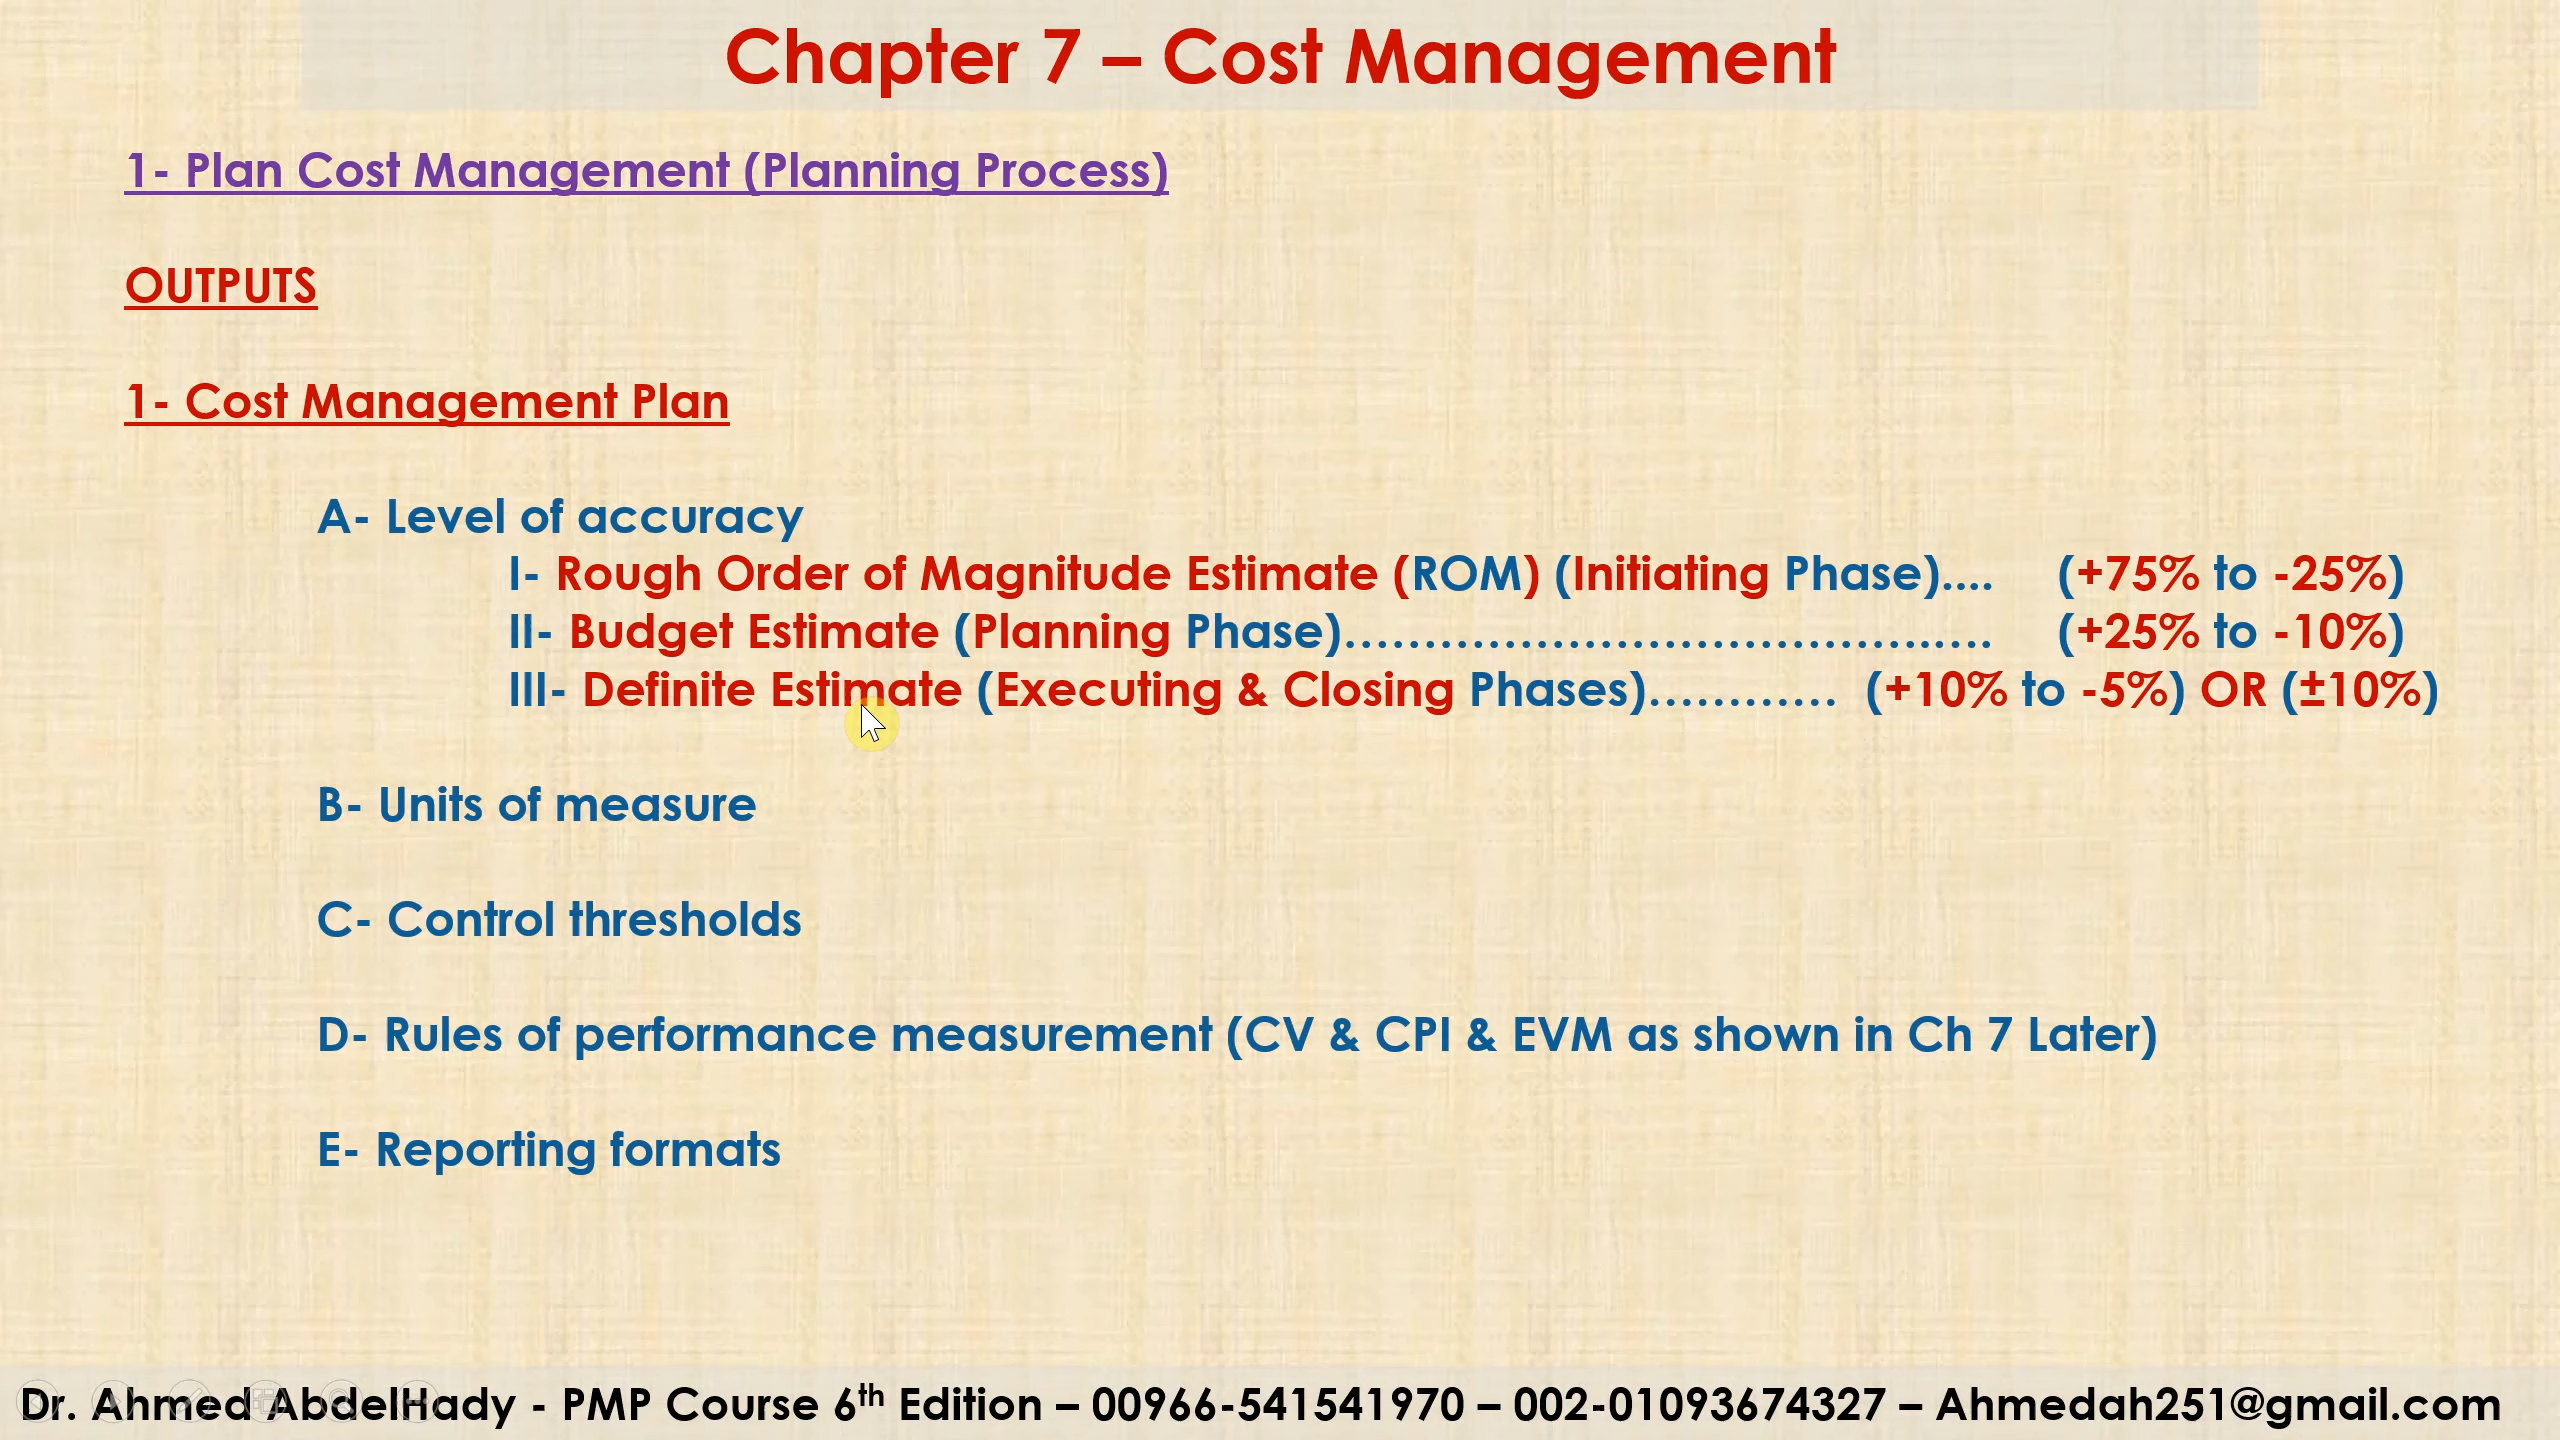 Chapter 7 – Cost Management
1- Plan Cost Management (Planning Process)
OUTPUTS
1- Cost Management Plan
A- Level of accuracy
I- Rough Order of Magnitude Estimate (ROM) (Initiating Phase).... (+75% to -25%)
II- Budget Estimate (Planning Phase)…………………………………..…. (+25% to -10%)
III- Definite Estimate (Executing & Closing Phases)………… (+10% to -5%) OR (±10%)
B- Units of measure
C- Control thresholds
D- Rules of performance measurement (CV & CPI & EVM as shown in Ch 7 Later)
E- Reporting formats
Dr. Ahmed AbdelHady - PMP Course 6th Edition – 00966-541541970 – 002-01093674327 – Ahmedah251@gmail.com